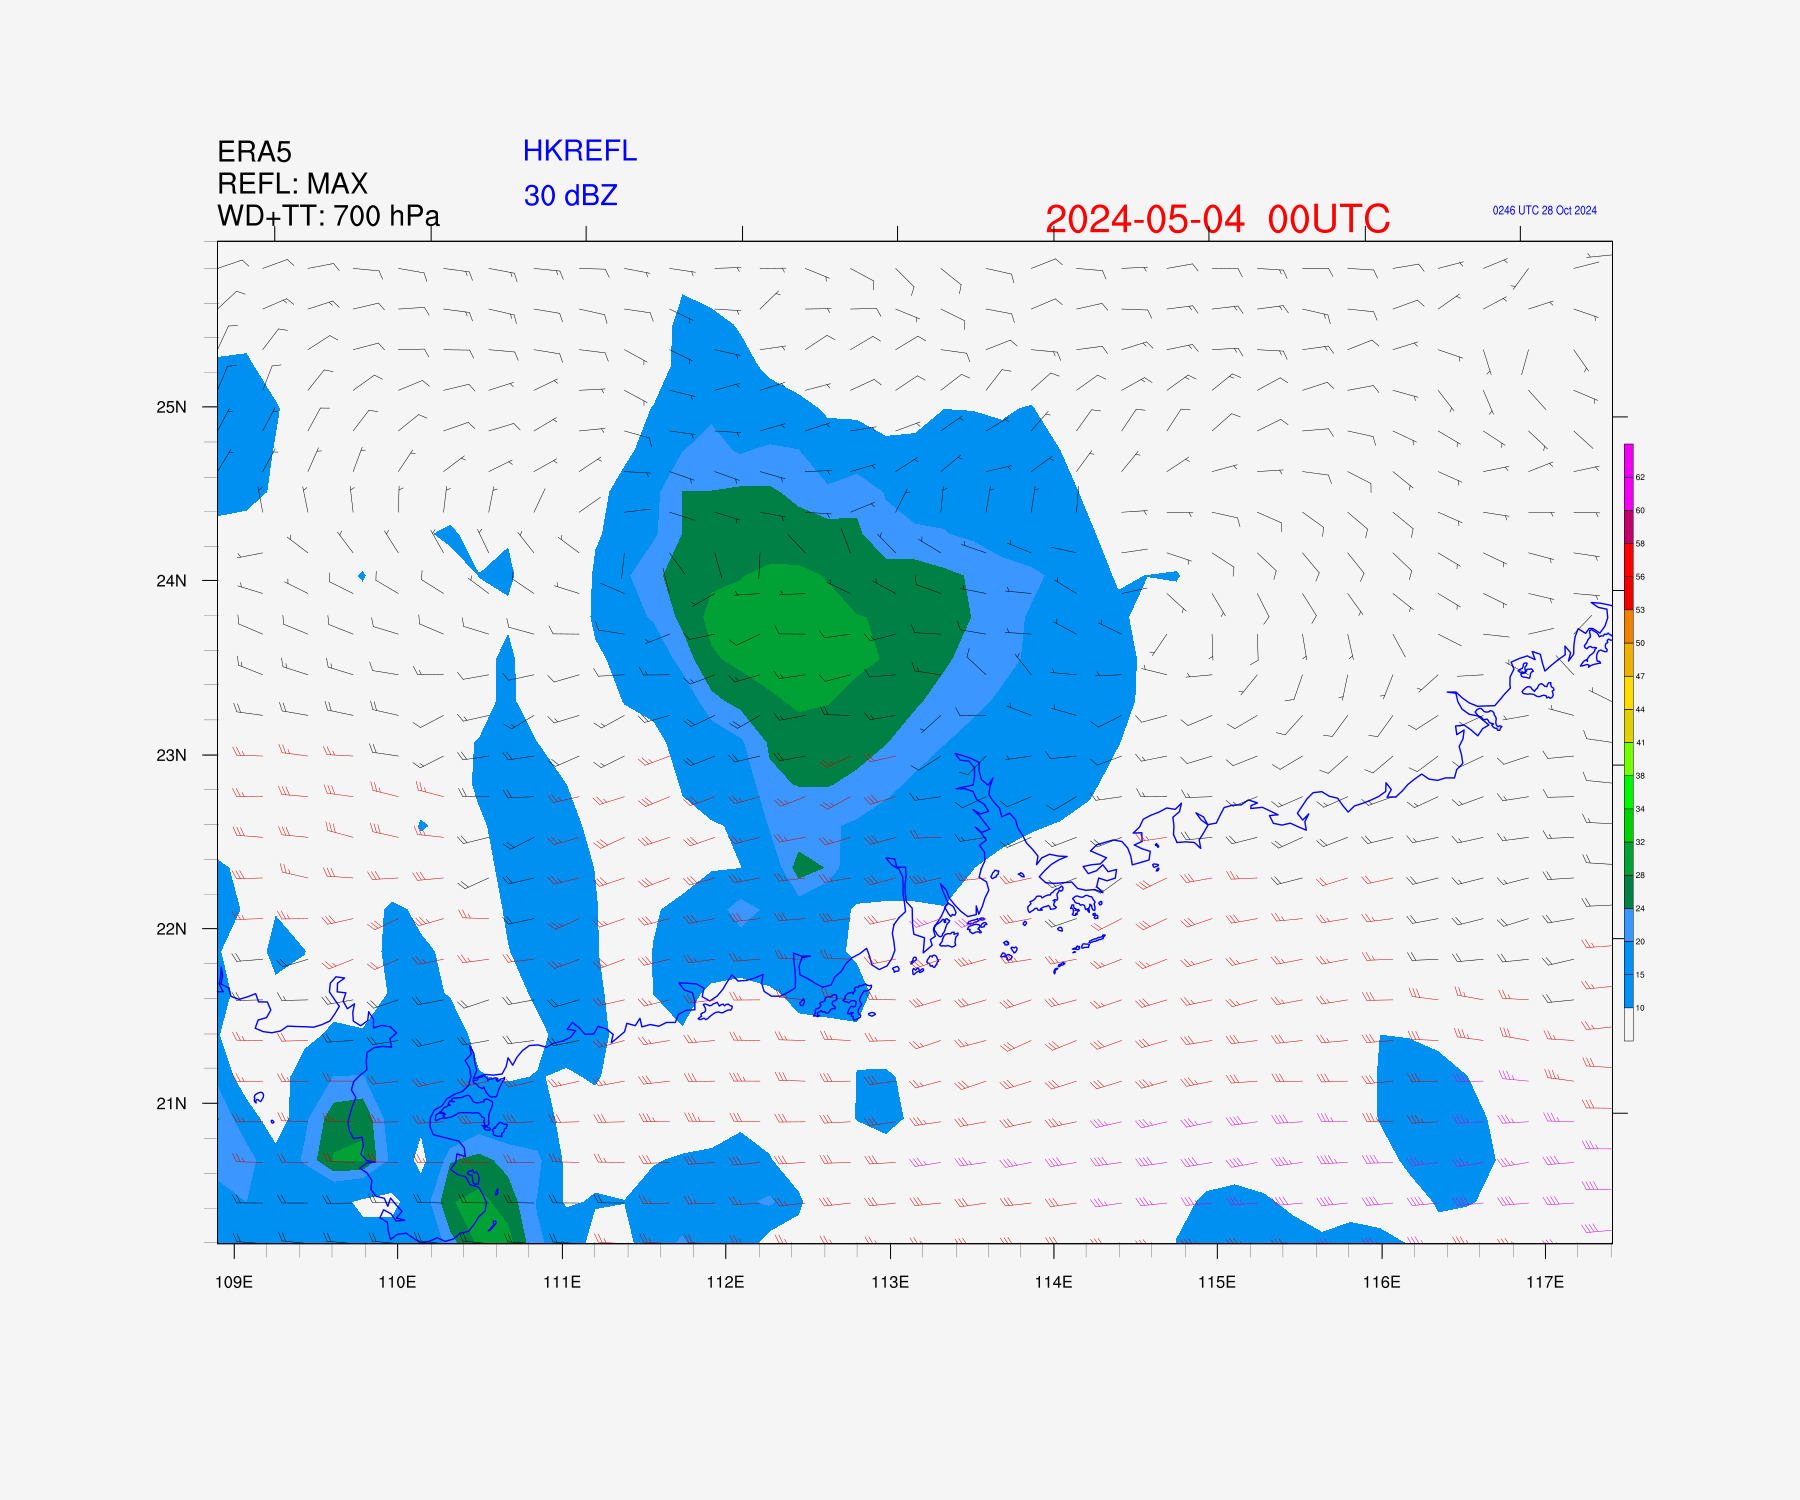 ERA5
REFL: MAX
WD+TT: 700 hPa
HKREFL
30 dBZ
2024-05-04 00UTC
0246 UTC 28 Oct 2024
25N
24N
23N
22N
21N
109E
110E
111E
112E
113E
114E
115E
116E
117E
62
60
58
56
53
50
47
44
41
38
34
32
28
24
20
15
10